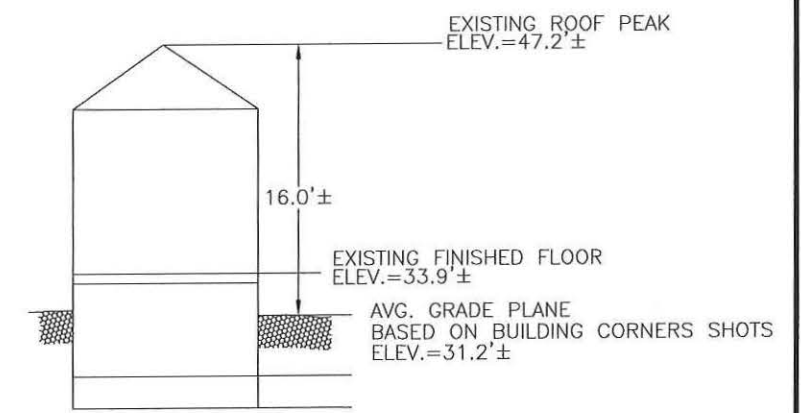 EXISTING ROOF PEAK
ELEV.=47.2'±
16.0'±
EXISTING FINISHED FLOOR
ELEV.=33.9'±
AVG. GRADE PLANE
BASED ON BUILDING CORNERS SHOTS
ELEV.=31.2'±